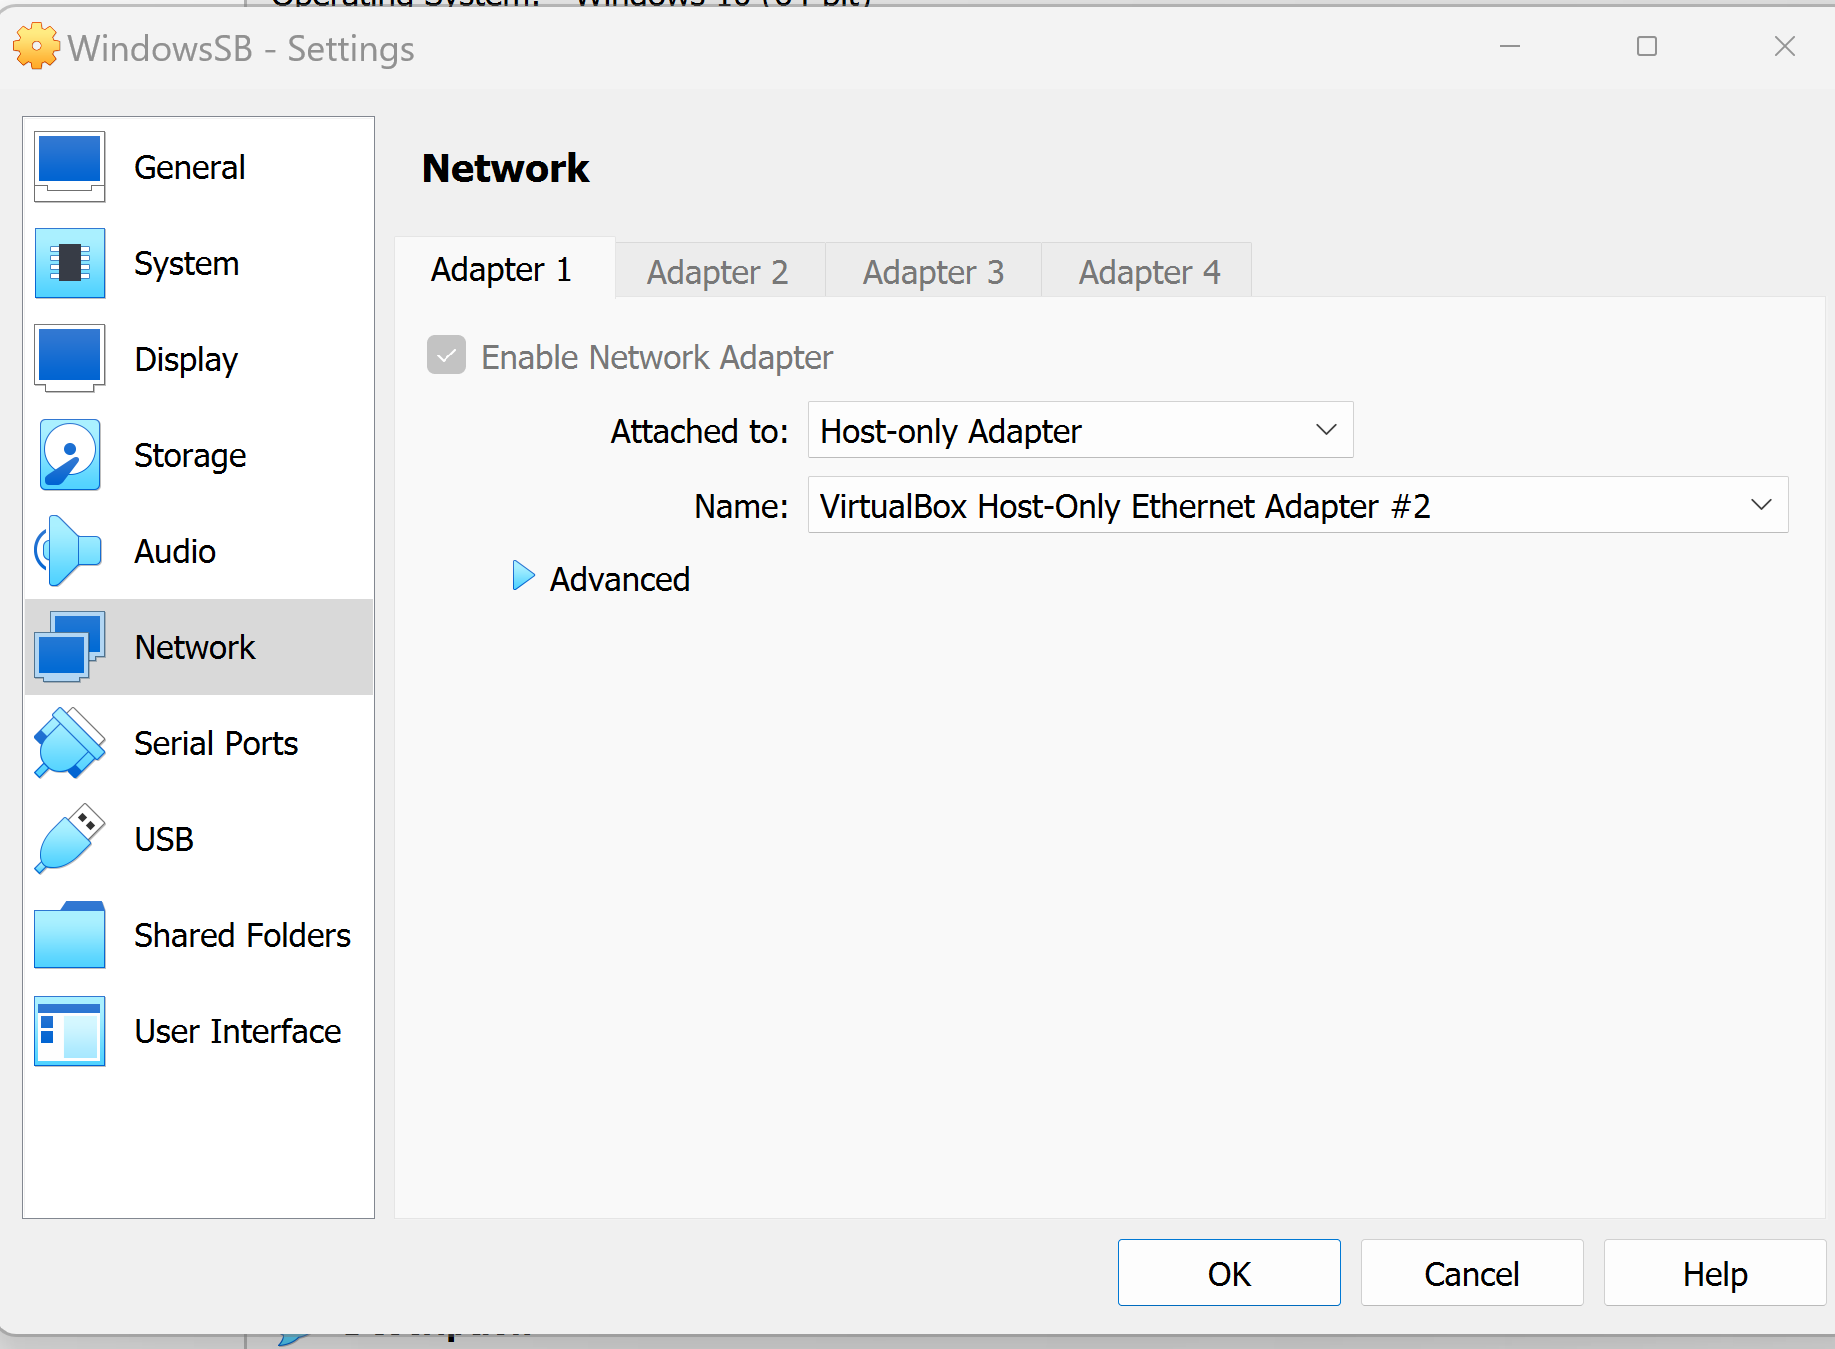 Operating System: Windows 10 (64-bit)
WindowsSB - Settings
General
System
Display
Storage
Audio
Network
Serial Ports
USB
Shared Folders
User Interface
Network
Adapter 1
Adapter 2
Adapter 3
Adapter 4
Enable Network Adapter
Attached to: Host-only Adapter
Name: VirtualBox Host-Only Ethernet Adapter #2
Advanced
OK
Cancel
Help
Description